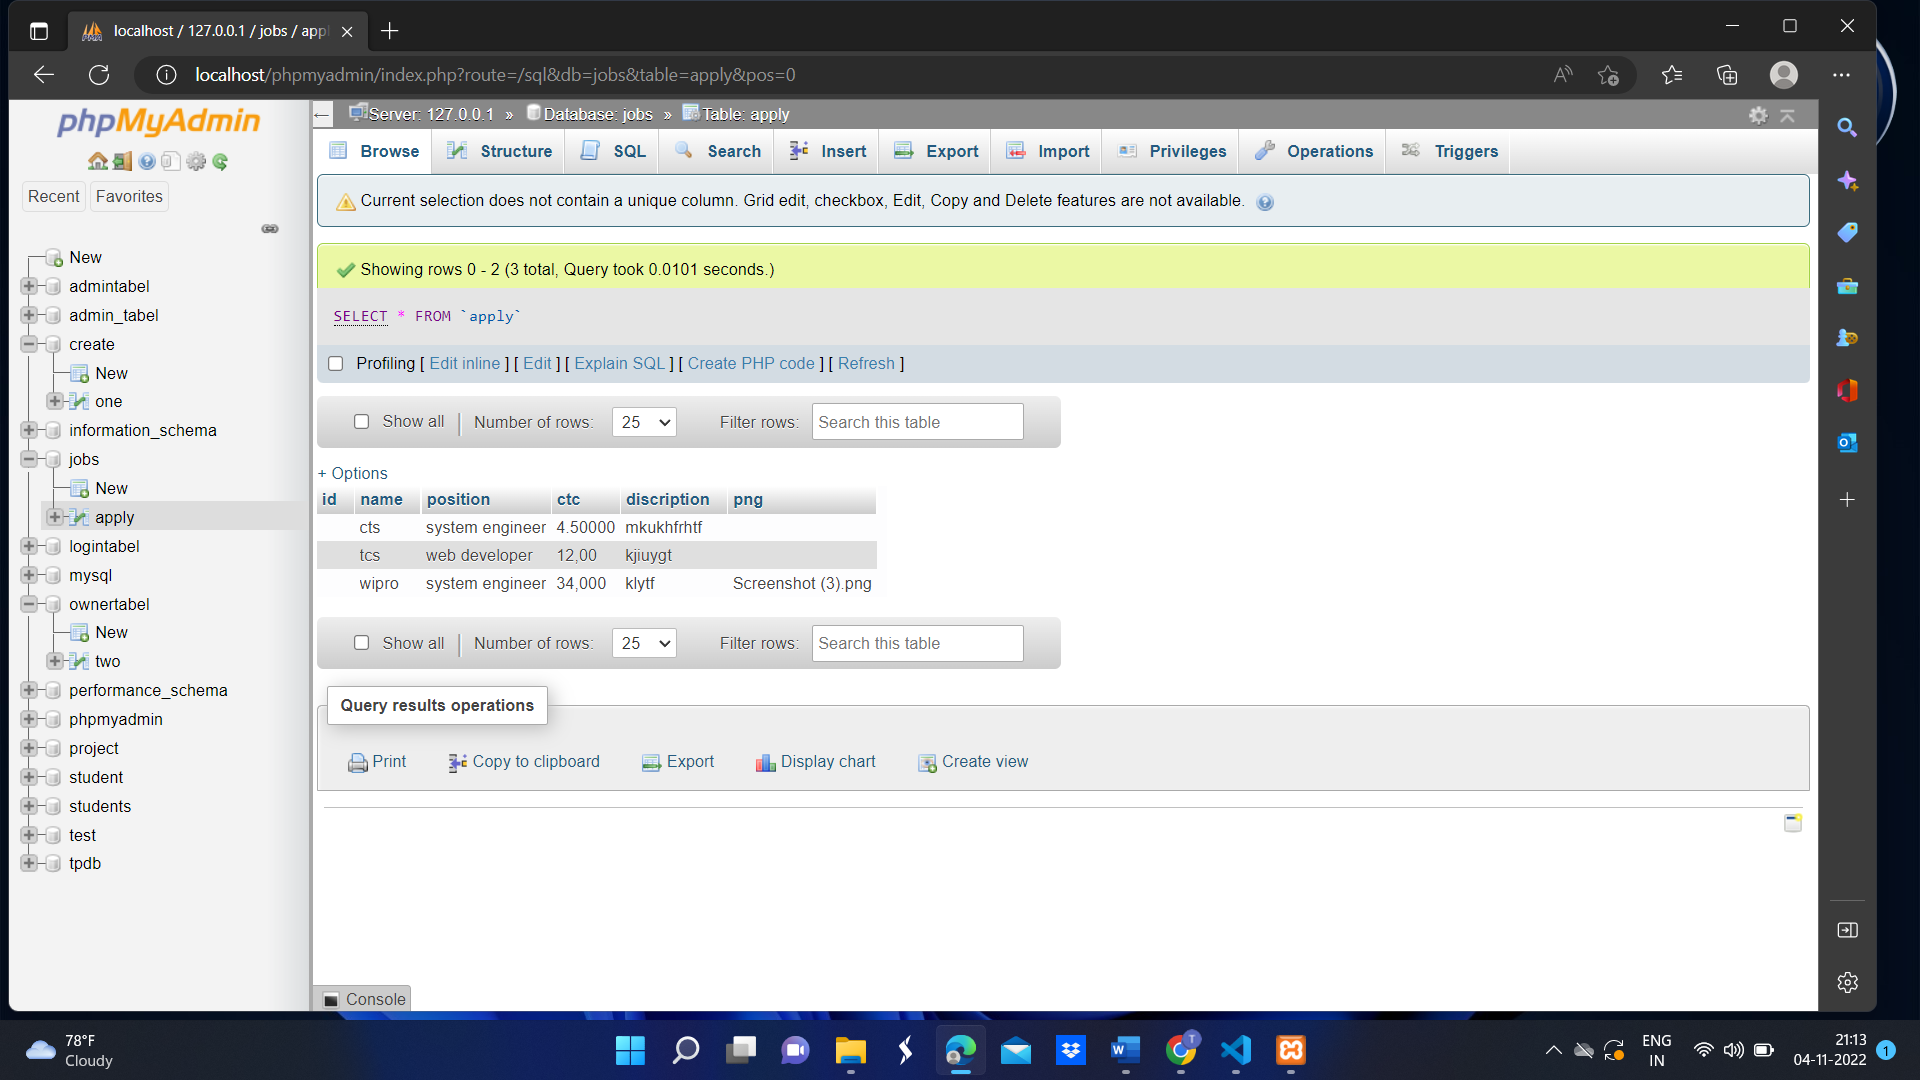 localhost / 127.0.0.1 / jobs / appl
localhost/phpmyadmin/index.php?route=/sql&db=jobs&table=apply&pos=0
phpMyAdmin
Recent Favorites
New
admintabel
admin_tabel
create
New
one
information_schema
jobs
New
apply
logintabel
mysql
ownertabel
New
two
performance_schema
phpmyadmin
project
student
students
test
tpdb
Server: 127.0.0.1 » Database: jobs » Table: apply
Browse Structure SQL Search Insert Export Import Privileges Operations Triggers
Current selection does not contain a unique column. Grid edit, checkbox, Edit, Copy and Delete features are not available.
Showing rows 0 - 2 (3 total, Query took 0.0101 seconds.)
SELECT * FROM `apply`
Profiling [ Edit inline ] [ Edit ] [ Explain SQL ] [ Create PHP code ] [ Refresh ]
Show all Number of rows: 25 Filter rows: Search this table
+ Options
id name position ctc discription png
cts system engineer 4.50000 mkukhfrhtf
tcs web developer 12,00 kjiuygt
wipro system engineer 34,000 klytf Screenshot (3).png
Show all Number of rows: 25 Filter rows: Search this table
Query results operations
Print Copy to clipboard Export Display chart Create view
Console
78°F
Cloudy
ENG
IN
21:13
04-11-2022
1